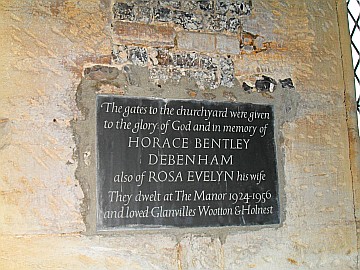 The gates to the churchyard were given
to the glory of God and in memory of
HORACE BENTLEY
DEBENHAM
also of ROSA EVELYN his wife
They dwelt at The Manor 1924-1956
and loved Glanvilles Wootton & Holnest